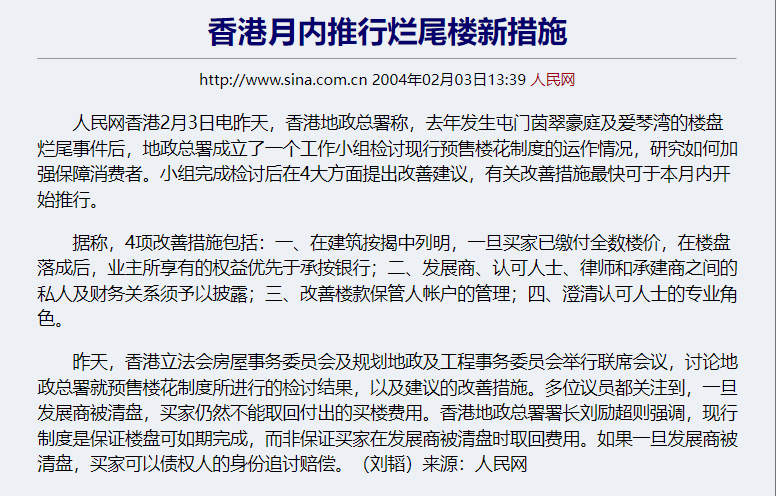 香港月内推行烂尾楼新措施
http://www.sina.com.cn 2004年02月03日13:39 人民网
人民网香港2月3日电昨天，香港地政总署称，去年发生屯门茵翠豪庭及爱琴湾的楼盘
烂尾事件后，地政总署成立了一个工作小组检讨现行预售楼花制度的运作情况，研究如何加
强保障消费者。小组完成检讨后在4大方面提出改善建议，有关改善措施最快可于本月内开
始推行。
据称，4项改善措施包括：一、在建筑按揭中列明，一旦买家已缴付全数楼价，在楼盘
落成后，业主所享有的权益优先于承按银行；二、发展商、认可人士、律师和承建商之间的
私人及财务关系须予以披露；三、改善楼款保管人帐户的管理；四、澄清认可人士的专业角
色。
昨天，香港立法会房屋事务委员会及规划地政及工程事务委员会举行联席会议，讨论地
政总署就预售楼花制度所进行的检讨结果，以及建议的改善措施。多位议员都关注到，一旦
发展商被清盘，买家仍然不能取回付出的买楼费用。香港地政总署署长刘励超则强调，现行
制度是保证楼盘可如期完成，而非保证买家在发展商被清盘时取回费用。如果一旦发展商被
清盘，买家可以债权人的身份追讨赔偿。（刘韬）来源：人民网